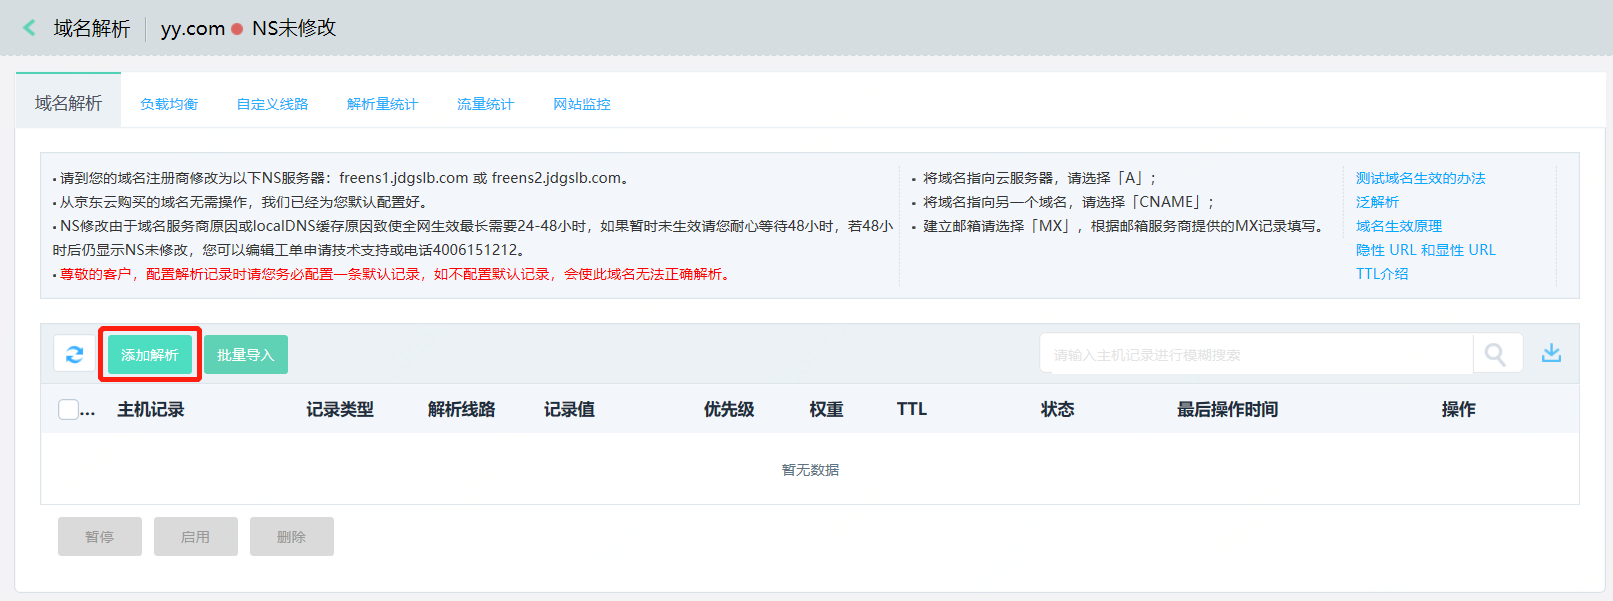 域名解析 yy.com NS未修改
域名解析 负载均衡 自定义线路 解析量统计 流量统计 网站监控
• 请到您的域名注册商修改为以下NS服务器：freens1.jdgslb.com 或 freens2.jdgslb.com。
• 从京东云购买的域名无需操作，我们已经为您默认配置好。
• NS修改由于域名服务商原因或localDNS缓存原因致使全网生效最长需要24-48小时，如果暂时未生效请您耐心等待48小时，若48小
时后仍显示NS未修改，您可以编辑工单申请技术支持或电话4006151212。
• 尊敬的客户，配置解析记录时请您务必配置一条默认记录，如不配置默认记录，会使此域名无法正确解析。
• 将域名指向云服务器，请选择「A」；
• 将域名指向另一个域名，请选择「CNAME」；
• 建立邮箱请选择「MX」，根据邮箱服务商提供的MX记录填写。
测试域名生效的办法
泛解析
域名生效原理
隐性 URL 和显性 URL
TTL介绍
添加解析 批量导入 请输入主机记录进行模糊搜索
... 主机记录 记录类型 解析线路 记录值 优先级 权重 TTL 状态 最后操作时间 操作
暂无数据
暂停 启用 删除